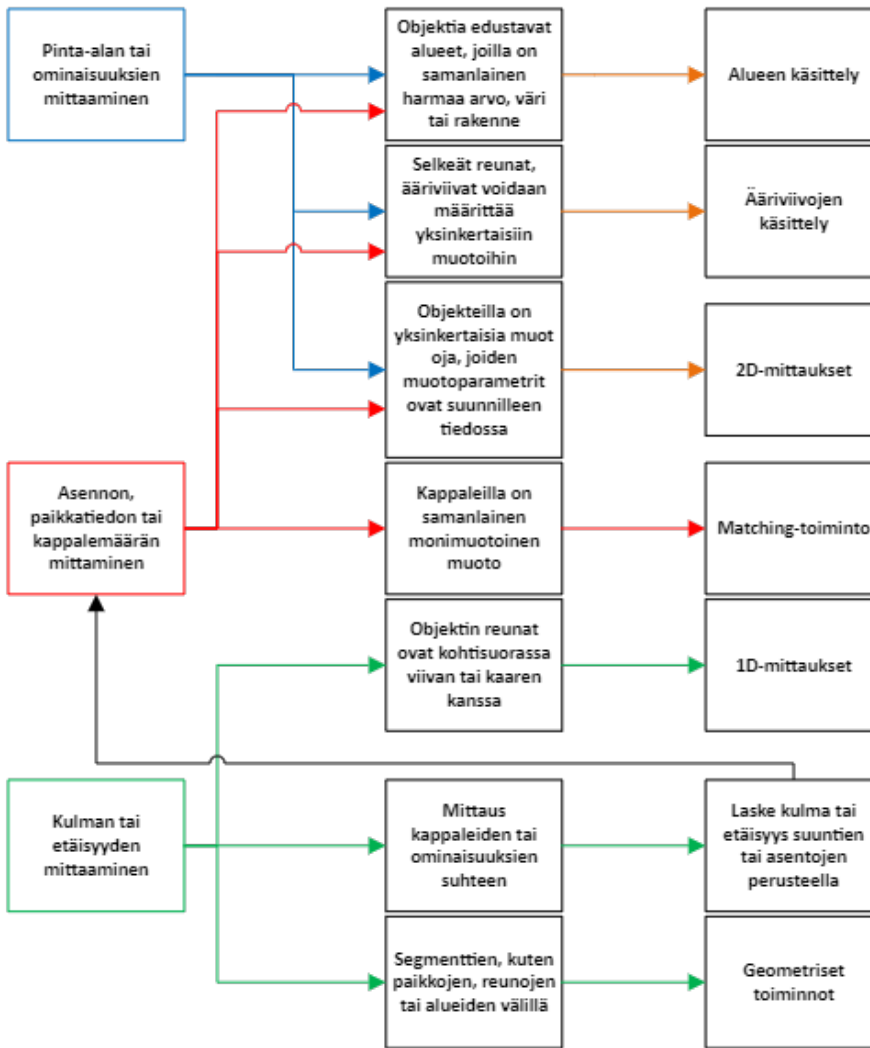 Pinta-alan tai
ominaisuuksien
mittaaminen
Objektia edustavat
alueet, joilla on
samanlainen
harmaa arvo, väri
tai rakenne
Alueen käsittely
Selkeät reunat,
ääriviivat voidaan
määrittää
yksinkertaisiin
muotoihin
Ääriviivojen
käsittely
Objekteilla on
yksinkertaisia muot
oja, joiden
muotoparametrit
ovat suunnilleen
tiedossa
2D-mittaukset
Asennon,
paikkatiedon tai
kappalemäärän
mittaminen
Kappaleilla on
samanlainen
monimuotoinen
muoto
Matching-toiminto
Objektin reunat
ovat kohtisuorassa
viivan tai kaaren
kanssa
1D-mittaukset
Kulman tai
etäisyyden
mittaaminen
Mittaus
kappaleiden tai
ominaisuuksien
suhteen
Laske kulma tai
etäisyys suuntien
tai asentojen
perusteella
Segmenttien, kuten
paikkojen, reunojen
tai alueiden välillä
Geometriset
toiminnot